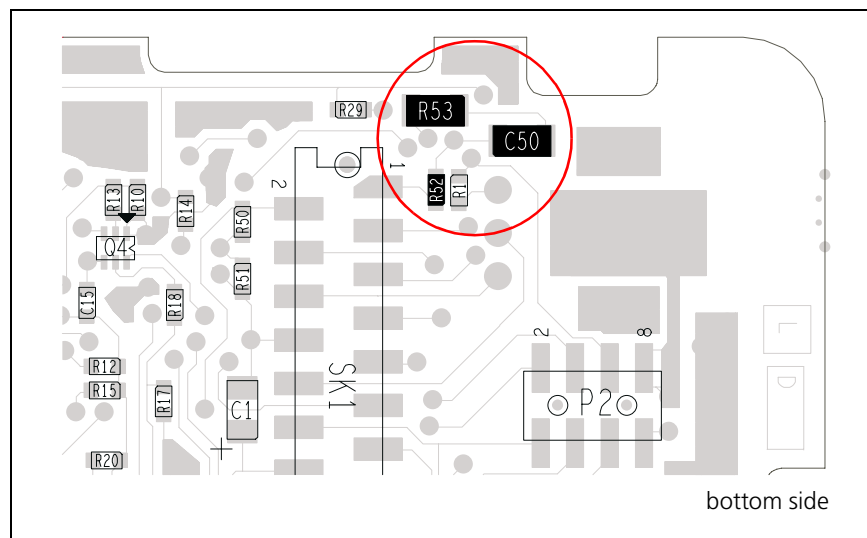 R29
R53
C50
1
2
R13
R10
R14
R52
R1
R50
Q4
R51
C15
R18
2
8
L
R12
SK1
R15
R17
C1
P2
D
R20
bottom side